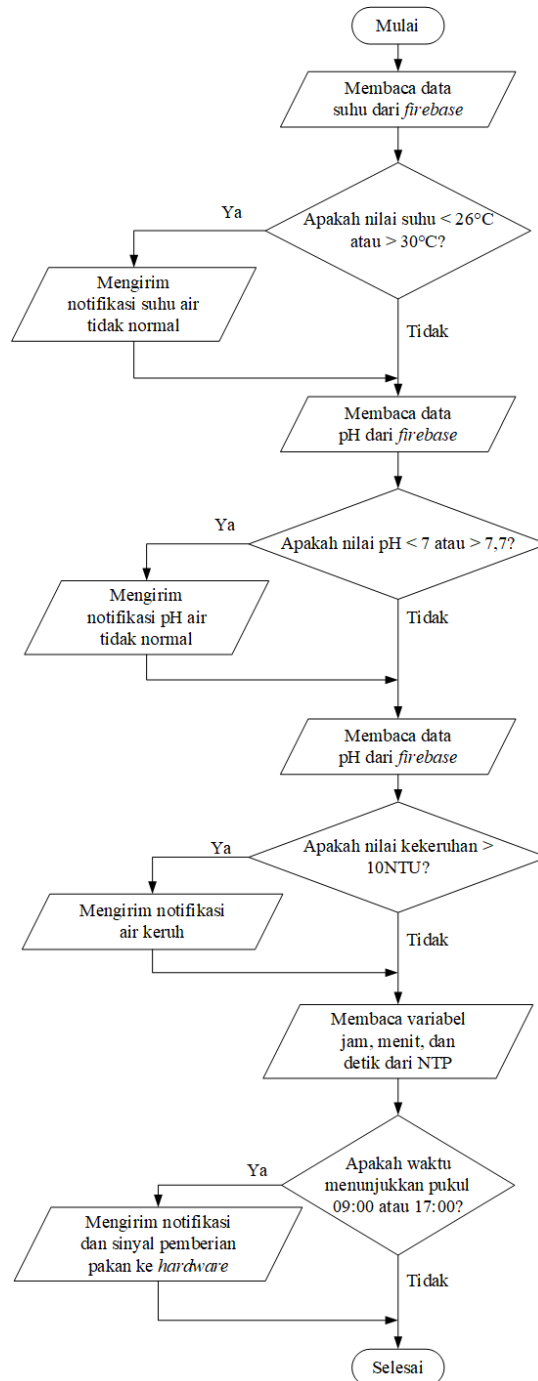 Mulai
Membaca data
suhu dari firebase
Apakah nilai suhu < 26°C
atau > 30°C?
Ya
Mengirim
notifikasi suhu air
tidak normal
Tidak
Membaca data
pH dari firebase
Apakah nilai pH < 7 atau > 7,7?
Ya
Mengirim
notifikasi pH air
tidak normal
Tidak
Membaca data
pH dari firebase
Apakah nilai kekeruhan >
10NTU?
Ya
Mengirim notifikasi
air keruh
Tidak
Membaca variabel
jam, menit, dan
detik dari NTP
Apakah waktu
menunjukkan pukul
09:00 atau 17:00?
Ya
Mengirim notifikasi
dan sinyal pemberian
pakan ke hardware
Tidak
Selesai